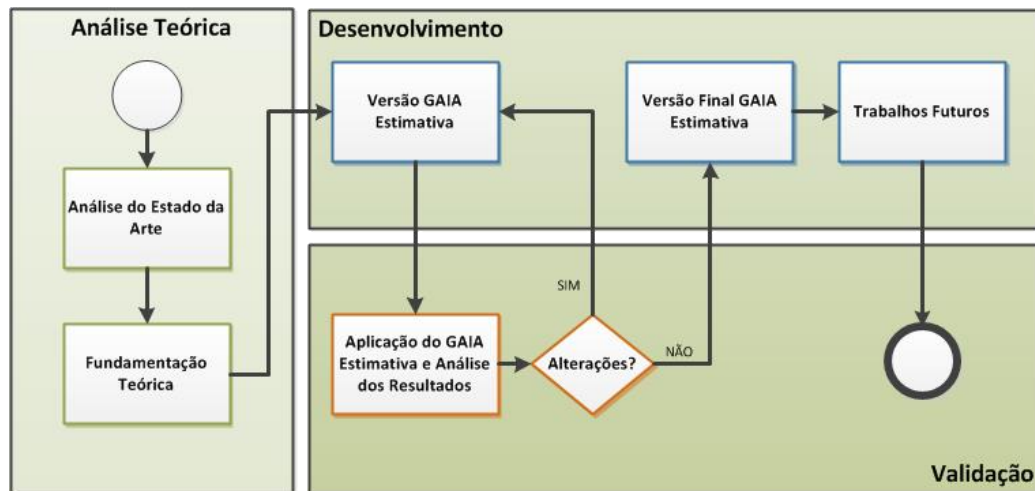 Análise Teórica
Análise do Estado da
Arte
Fundamentação
Teórica
Desenvolvimento
Versão GAIA
Estimativa
Versão Final GAIA
Estimativa
Trabalhos Futuros
SIM
Aplicação do GAIA
Estimativa e Análise
dos Resultados
Alterações?
NÃO
Validação